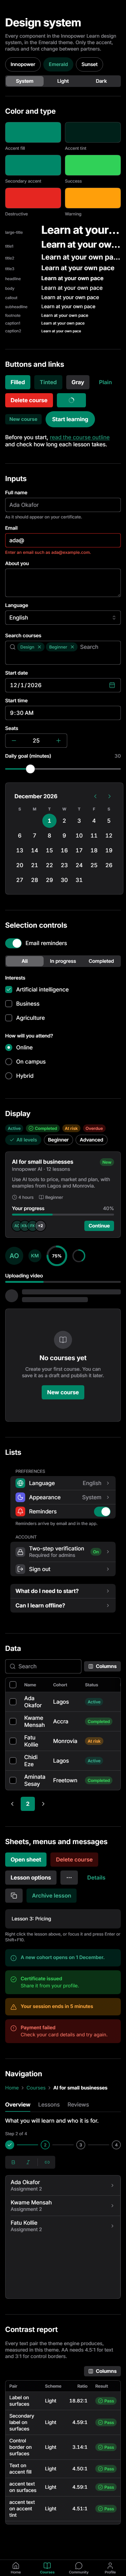 Design system
Every component in the Innopower Learn design
system, in the Emerald theme. Only the accent,
radius and font change between partners.
Innopower
Emerald
Sunset
System
Light
Dark
Color and type
Accent fill
Accent tint
Secondary accent
Success
Destructive
Warning
large-title
Learn at your…
title1
Learn at your ow…
title2
Learn at your own pa…
title3
Learn at your own pace
headline
Learn at your own pace
body
Learn at your own pace
callout
Learn at your own pace
subheadline
Learn at your own pace
footnote
Learn at your own pace
caption1
Learn at your own pace
caption2
Learn at your own pace
Buttons and links
Filled
Tinted
Gray
Plain
Delete course
New course
Start learning
Before you start, read the course outline
and check how long each lesson takes.
Inputs
Full name
Ada Okafor
As it should appear on your certificate.
Email
ada@
Enter an email such as ada@example.com.
About you
Language
English
Search courses
Design ×
Beginner ×
Search
Start date
12/1/2026
Start time
9:30 AM
Seats
− 25 +
Daily goal (minutes)
30
December 2026
S M T W T F S
1 2 3 4 5
6 7 8 9 10 11 12
13 14 15 16 17 18 19
20 21 22 23 24 25 26
27 28 29 30 31
Selection controls
Email reminders
All
In progress
Completed
Interests
Artificial intelligence
Business
Agriculture
How will you attend?
Online
On campus
Hybrid
Display
Active
Completed
At risk
Overdue
All levels
Beginner
Advanced
AI for small businesses
New
Innopower AI · 12 lessons
Use AI tools to price, market and plan, with
examples from Lagos and Monrovia.
4 hours
Beginner
Your progress
40%
+2
Continue
AO
KM
75%
Uploading video
No courses yet
Create your first course. You can
save it as a draft and publish it later.
New course
Lists
PREFERENCES
Language
English
Appearance
System
Reminders
Reminders arrive by email and in the app.
ACCOUNT
Two-step verification
Required for admins
On
Sign out
What do I need to start?
Can I learn offline?
Data
Search
Columns
Name
Cohort
Status
Ada
Okafor
Lagos
Active
Kwame
Mensah
Accra
Completed
Fatu
Kollie
Monrovia
At risk
Chidi
Eze
Lagos
Active
Aminata
Sesay
Freetown
Completed
2
Sheets, menus and messages
Open sheet
Delete course
Lesson options
Details
Archive lesson
Lesson 3: Pricing
Right click the lesson above, or focus it and press Enter or
Shift+F10.
A new cohort opens on 1 December.
Certificate issued
Share it from your profile.
Your session ends in 5 minutes
Payment failed
Check your card details and try again.
Navigation
Home
Courses
AI for small businesses
Overview
Lessons
Reviews
What you will learn and who it is for.
Step 2 of 4
2
3
4
B
I
Ada Okafor
Assignment 3
Kwame Mensah
Assignment 2
Fatu Kollie
Assignment 2
Contrast report
Every text pair the theme engine produces,
measured in this theme. AA needs 4.5:1 for text
and 3:1 for control borders.
Columns
Pair
Scheme
Ratio
Result
Label on
surfaces
Light
18.82:1
Pass
Secondary
label on
surfaces
Light
4.59:1
Pass
Control
border on
surfaces
Light
3.14:1
Pass
Text on
accent fill
Light
4.50:1
Pass
accent text
on surfaces
Light
4.59:1
Pass
accent text
on accent
tint
Light
4.51:1
Pass
Home
Courses
Community
Profile